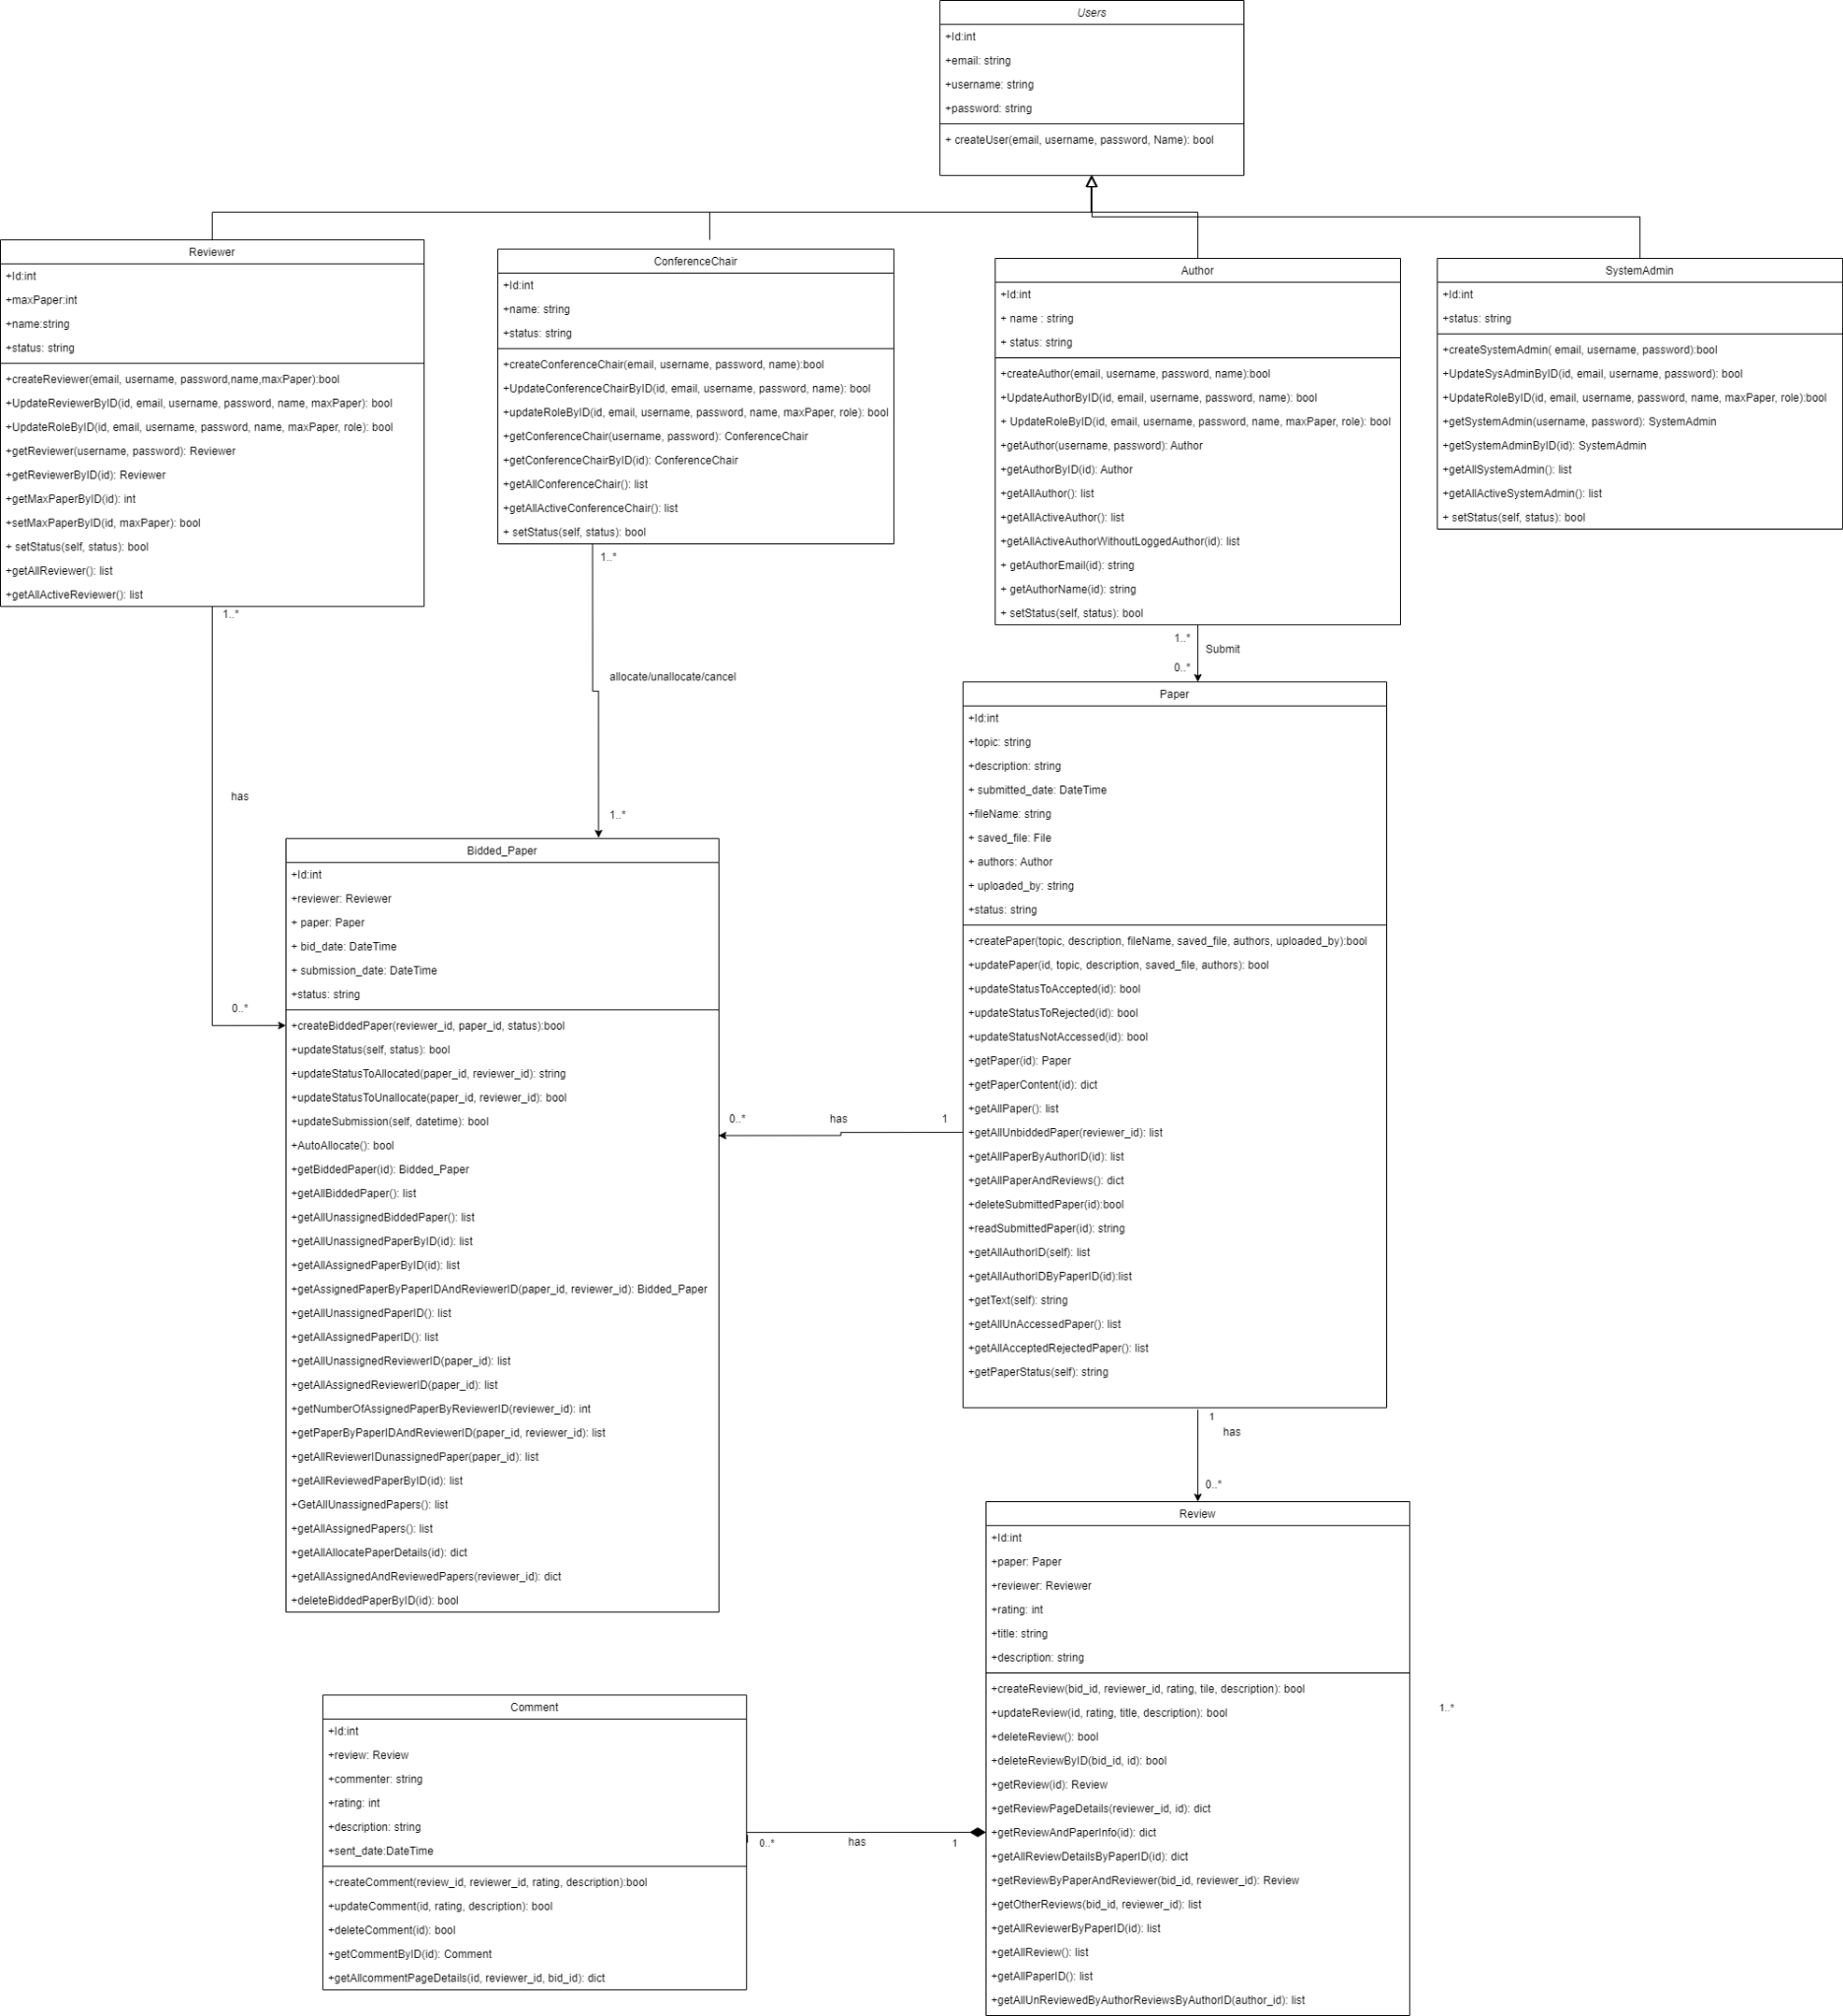 Users
+Id:int
+email: string
+username: string
+password: string
+ createUser(email, username, password, Name): bool
Reviewer
+Id:int
+maxPaper:int
+name:string
+status: string
+createReviewer(email, username, password,name,maxPaper):bool
+UpdateReviewerByID(id, email, username, password, name, maxPaper): bool
+UpdateRoleByID(id, email, username, password, name, maxPaper, role): bool
+getReviewer(username, password): Reviewer
+getReviewerByID(id): Reviewer
+getMaxPaperByID(id): int
+setMaxPaperByID(id, maxPaper): bool
+ setStatus(self, status): bool
+getAllReviewer(): list
+getAllActiveReviewer(): list
ConferenceChair
+Id:int
+name: string
+status: string
+createConferenceChair(email, username, password, name):bool
+UpdateConferenceChairByID(id, email, username, password, name): bool
+updateRoleByID(id, email, username, password, name, maxPaper, role): bool
+getConferenceChair(username, password): ConferenceChair
+getConferenceChairByID(id): ConferenceChair
+getAllConferenceChair(): list
+getAllActiveConferenceChair(): list
+ setStatus(self, status): bool
Author
+Id:int
+ name : string
+ status: string
+createAuthor(email, username, password, name):bool
+UpdateAuthorByID(id, email, username, password, name): bool
+ UpdateRoleByID(id, email, username, password, name, maxPaper, role): bool
+getAuthor(username, password): Author
+getAuthorByID(id): Author
+getAllAuthor(): list
+getAllActiveAuthor(): list
+getAllActiveAuthorWithoutLoggedAuthor(id): list
+ getAuthorEmail(id): string
+ getAuthorName(id): string
+ setStatus(self, status): bool
SystemAdmin
+Id:int
+status: string
+createSystemAdmin( email, username, password):bool
+UpdateSysAdminByID(id, email, username, password): bool
+UpdateRoleByID(id, email, username, password, name, maxPaper, role):bool
+getSystemAdmin(username, password): SystemAdmin
+getSystemAdminByID(id): SystemAdmin
+getAllSystemAdmin(): list
+getAllActiveSystemAdmin(): list
+ setStatus(self, status): bool
1..*
has
0..*
1..*
allocate/unallocate/cancel
1..*
1..*
Submit
0..*
Bidded_Paper
+Id:int
+reviewer: Reviewer
+ paper: Paper
+ bid_date: DateTime
+ submission_date: DateTime
+status: string
+createBiddedPaper(reviewer_id, paper_id, status):bool
+updateStatus(self, status): bool
+updateStatusToAllocated(paper_id, reviewer_id): string
+updateStatusToUnallocate(paper_id, reviewer_id): bool
+updateSubmission(self, datetime): bool
+AutoAllocate(): bool
+getBiddedPaper(id): Bidded_Paper
+getAllBiddedPaper(): list
+getAllUnassignedBiddedPaper(): list
+getAllUnassignedPaperByID(id): list
+getAllAssignedPaperByID(id): list
+getAssignedPaperByPaperIDAndReviewerID(paper_id, reviewer_id): Bidded_Paper
+getAllUnassignedPaperID(): list
+getAllAssignedPaperID(): list
+getAllUnassignedReviewerID(paper_id): list
+getAllAssignedReviewerID(paper_id): list
+getNumberOfAssignedPaperByReviewerID(reviewer_id): int
+getPaperByPaperIDAndReviewerID(paper_id, reviewer_id): list
+getAllReviewerIDunassignedPaper(paper_id): list
+getAllReviewedPaperByID(id): list
+GetAllUnassignedPapers(): list
+getAllAssignedPapers(): list
+getAllAllocatePaperDetails(id): dict
+getAllAssignedAndReviewedPapers(reviewer_id): dict
+deleteBiddedPaperByID(id): bool
0..*
has
1
Paper
+Id:int
+topic: string
+description: string
+ submitted_date: DateTime
+fileName: string
+ saved_file: File
+ authors: Author
+ uploaded_by: string
+status: string
+createPaper(topic, description, fileName, saved_file, authors, uploaded_by):bool
+updatePaper(id, topic, description, saved_file, authors): bool
+updateStatusToAccepted(id): bool
+updateStatusToRejected(id): bool
+updateStatusNotAccessed(id): bool
+getPaper(id): Paper
+getPaperContent(id): dict
+getAllPaper(): list
+getAllUnbiddedPaper(reviewer_id): list
+getAllPaperByAuthorID(id): list
+getAllPaperAndReviews(): dict
+deleteSubmittedPaper(id):bool
+readSubmittedPaper(id): string
+getAllAuthorID(self): list
+getAllAuthorIDByPaperID(id):list
+getText(self): string
+getAllUnAccessedPaper(): list
+getAllAcceptedRejectedPaper(): list
+getPaperStatus(self): string
1
has
0..*
Review
+Id:int
+paper: Paper
+reviewer: Reviewer
+rating: int
+title: string
+description: string
+createReview(bid_id, reviewer_id, rating, tile, description): bool
+updateReview(id, rating, title, description): bool
+deleteReview(): bool
+deleteReviewByID(bid_id, id): bool
+getReview(id): Review
+getReviewPageDetails(reviewer_id, id): dict
+getReviewAndPaperInfo(id): dict
+getAllReviewDetailsByPaperID(id): dict
+getReviewByPaperAndReviewer(bid_id, reviewer_id): Review
+getOtherReviews(bid_id, reviewer_id): list
+getAllReviewerByPaperID(id): list
+getAllReview(): list
+getAllPaperID(): list
+getAllUnReviewedByAuthorReviewsByAuthorID(author_id): list
1..*
Comment
+Id:int
+review: Review
+commenter: string
+rating: int
+description: string
+sent_date:DateTime
+createComment(review_id, reviewer_id, rating, description):bool
+updateComment(id, rating, description): bool
+deleteComment(id): bool
+getCommentByID(id): Comment
+getAllcommentPageDetails(id, reviewer_id, bid_id): dict
0..*
has
1